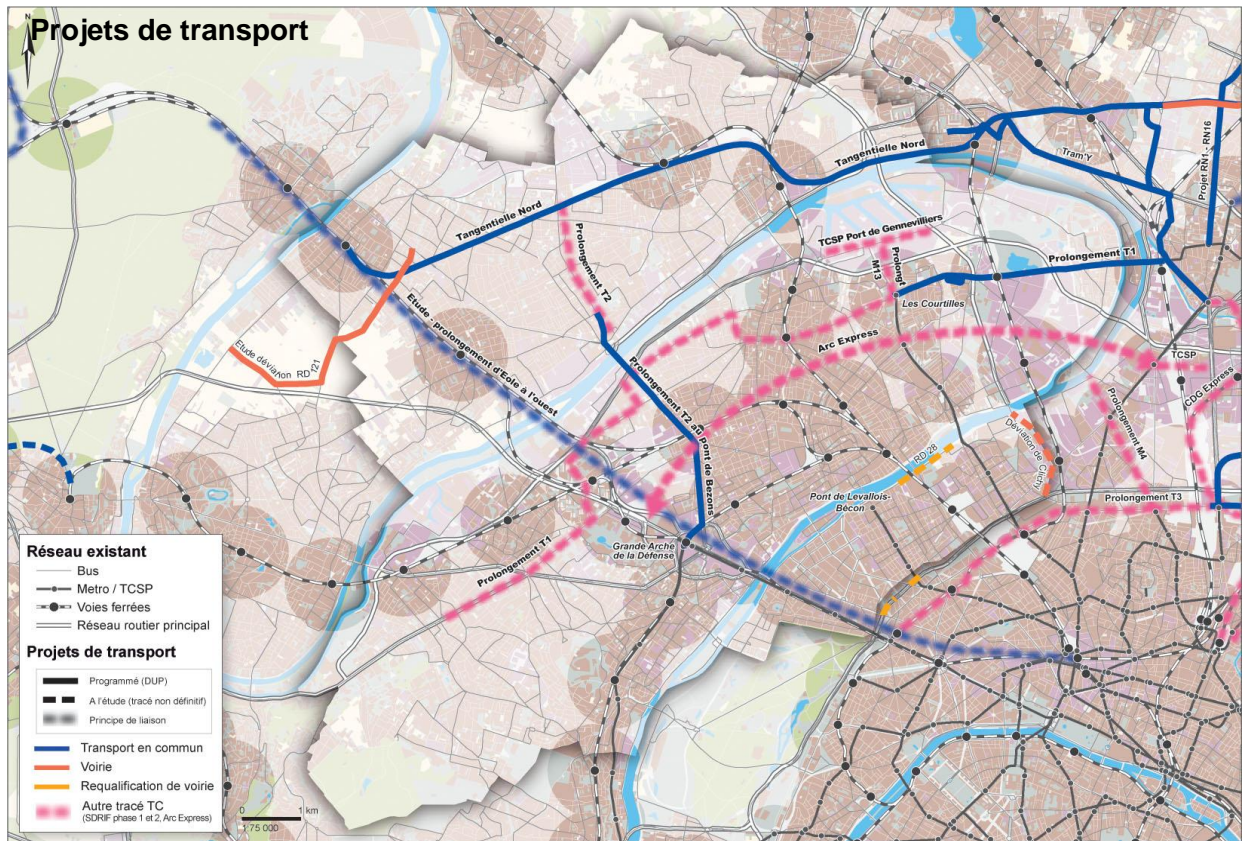 Projets de transport
N
Tangentielle Nord
Tangentielle Nord
Tram'Y
Projet RN1 - RN16
TCSP Port de Gennevilliers
Prolongt
M13
Prolongement T1
Les Courtilles
Prolongement T2
Etude - prolongement d'Eole à l'ouest
Etude déviation RD 121
Arc Express
TCSP
CDG Express
Prolongement T2 au pont de Bezons
Prolongement M4
Déviation de Clichy
RD 28
Pont de Levallois-
Bécon
Prolongement T3
Grande Arche
de la Défense
Prolongement T1
Réseau existant
Bus
Metro / TCSP
Voies ferrées
Réseau routier principal
Projets de transport
Programmé (DUP)
A l'étude (tracé non définitif)
Principe de liaison
Transport en commun
Voirie
Requalification de voirie
Autre tracé TC
(SDRIF phase 1 et 2, Arc Express)
0 1 km
1:75 000